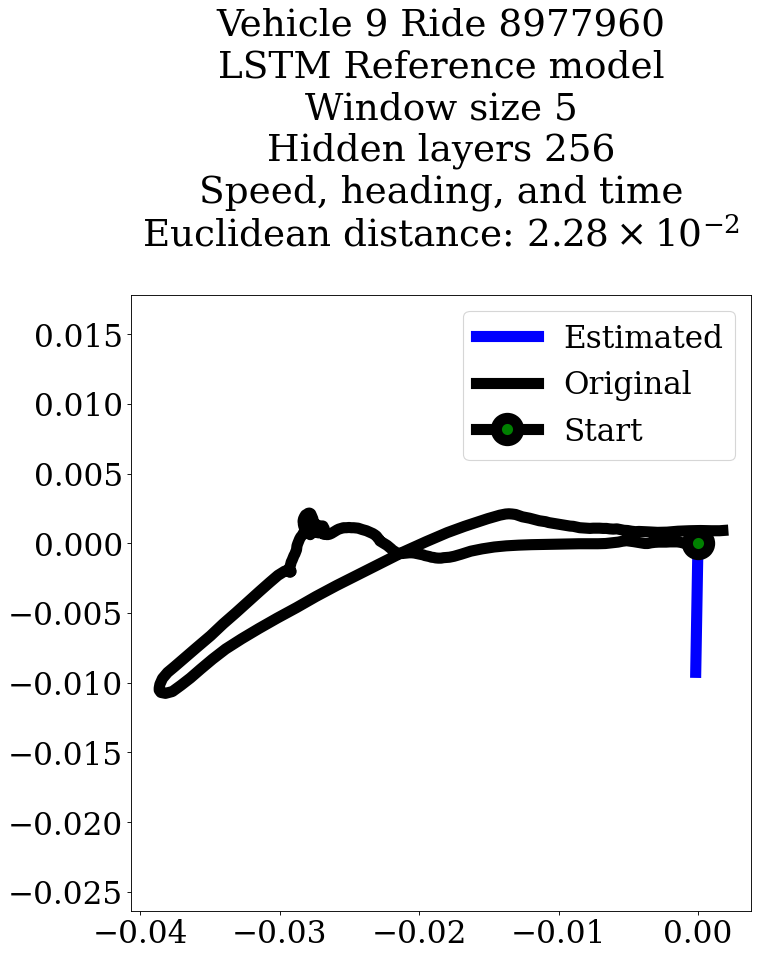 Vehicle 9 Ride 8977960
LSTM Reference model
Window size 5
Hidden layers 256
Speed, heading, and time
Euclidean distance: 2.28 × 10⁻²
Estimated
Original
Start
0.015
0.010
0.005
0.000
−0.005
−0.010
−0.015
−0.020
−0.025
−0.04 −0.03 −0.02 −0.01 0.00